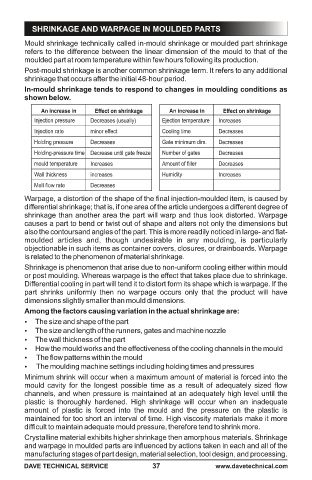 SHRINKAGE AND WARPAGE IN MOULDED PARTS
Mould shrinkage technically called in-mould shrinkage or moulded part shrinkage
refers to the difference between the linear dimension of the mould to that of the
moulded part at room temperature within few hours following its production.
Post-mould shrinkage is another common shrinkage term. It refers to any additional
shrinkage that occurs after the initial 48-hour period.
In-mould shrinkage tends to respond to changes in moulding conditions as
shown below.
An increase in Effect on shrinkage
Injection pressure Decreases (usually)
Injection rate minor effect
Holding pressure Decreases
Holding-pressure time Decrease until gate freeze
mould temperature Increases
Wall thickness increases
Melt flow rate Decreases
An increase in Effect on shrinkage
Ejection temperature Increases
Cooling time Decreases
Gate minimum dim. Decreases
Number of gates Decreases
Amount of filler Decreases
Humidity Increases
Warpage, a distortion of the shape of the final injection-moulded item, is caused by
differential shrinkage; that is, if one area of the article undergoes a different degree of
shrinkage than another area the part will warp and thus look distorted. Warpage
causes a part to bend or twist out of shape and alters not only the dimensions but
also the contours and angles of the part. This is more readily noticed in large- and flat-
moulded articles and, though undesirable in any moulding, is particularly
objectionable in such items as container covers, closures, or drainboards. Warpage
is related to the phenomenon of material shrinkage.
Shrinkage is phenomenon that arise due to non-uniform cooling either within mould
or post moulding. Whereas warpage is the effect that takes place due to shrinkage.
Differential cooling in part will tend it to distort form its shape which is warpage. If the
part shrinks uniformly then no warpage occurs only that the product will have
dimensions slightly smaller than mould dimensions.
Among the factors causing variation in the actual shrinkage are:
• The size and shape of the part
• The size and length of the runners, gates and machine nozzle
• The wall thickness of the part
• How the mould works and the effectiveness of the cooling channels in the mould
• The flow patterns within the mould
• The moulding machine settings including holding times and pressures
Minimum shrink will occur when a maximum amount of material is forced into the
mould cavity for the longest possible time as a result of adequately sized flow
channels, and when pressure is maintained at an adequately high level until the
plastic is thoroughly hardened. High shrinkage will occur when an inadequate
amount of plastic is forced into the mould and the pressure on the plastic is
maintained for too short an interval of time. High viscosity materials make it more
difficult to maintain adequate mould pressure, therefore tend to shrink more.
Crystalline material exhibits higher shrinkage then amorphous materials. Shrinkage
and warpage in moulded parts are influenced by actions taken in each and all of the
manufacturing stages of part design, material selection, tool design, and processing.
DAVE TECHNICAL SERVICE 37 www.davetechnical.com